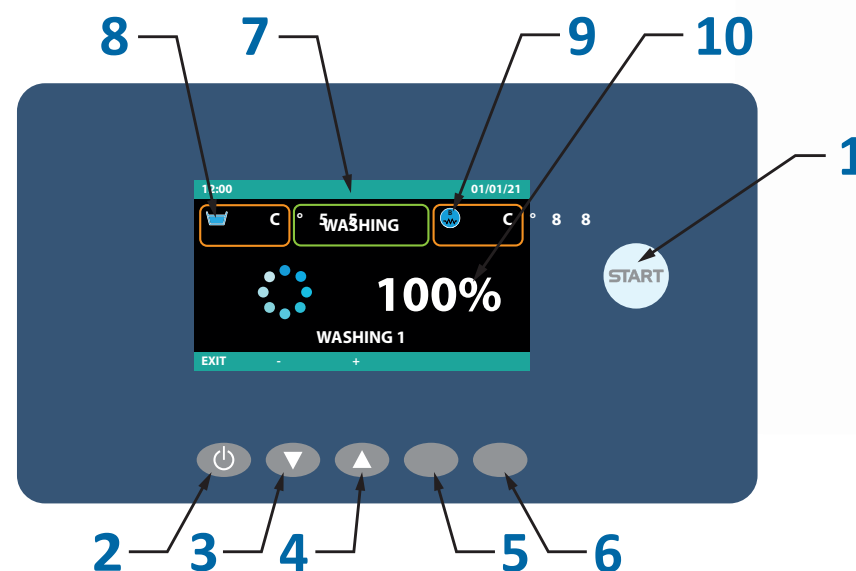 8 7 9 10
1
12:00 01/01/21
C ° 5 5 WASHING B C ° 8 8
START
100%
WASHING 1
EXIT - +
2 3 4 5 6